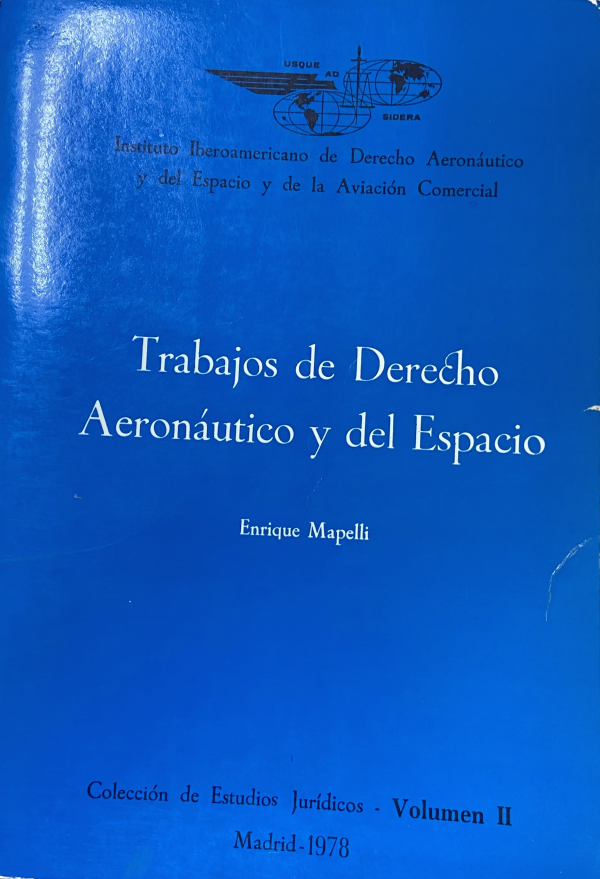 USQUE
AD
SIDERA
Instituto Iberoamericano de Derecho Aeronáutico
y del Espacio y de la Aviación Comercial
Trabajos de Derecho
Aeronáutico y del Espacio
Enrique Mapelli
Colección de Estudios Jurídicos - Volumen II
Madrid-1978